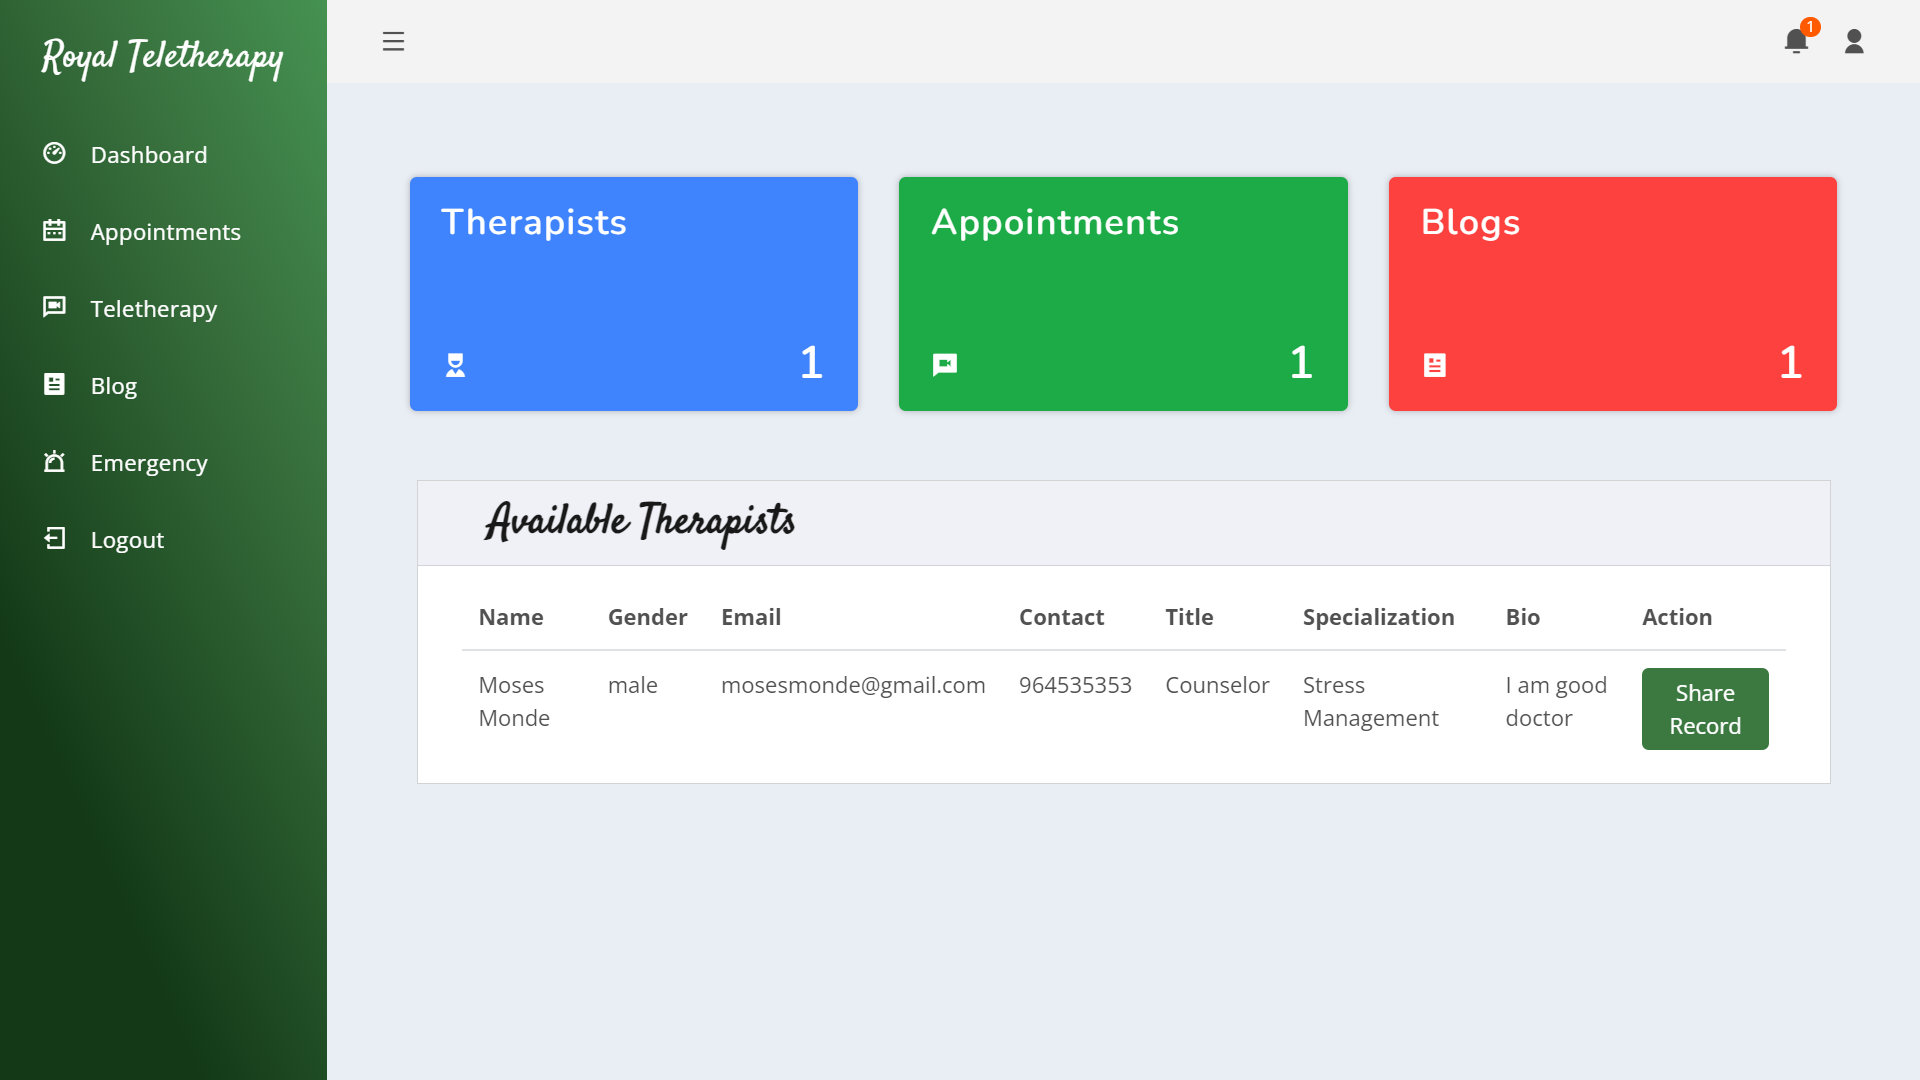 Royal Teletherapy
1
Dashboard
Appointments
Teletherapy
Blog
Emergency
Logout
Therapists
1
Appointments
1
Blogs
1
Available Therapists
Name Gender Email Contact Title Specialization Bio Action
Moses male mosesmonde@gmail.com 964535353 Counselor Stress I am good Share
Monde Management doctor Record